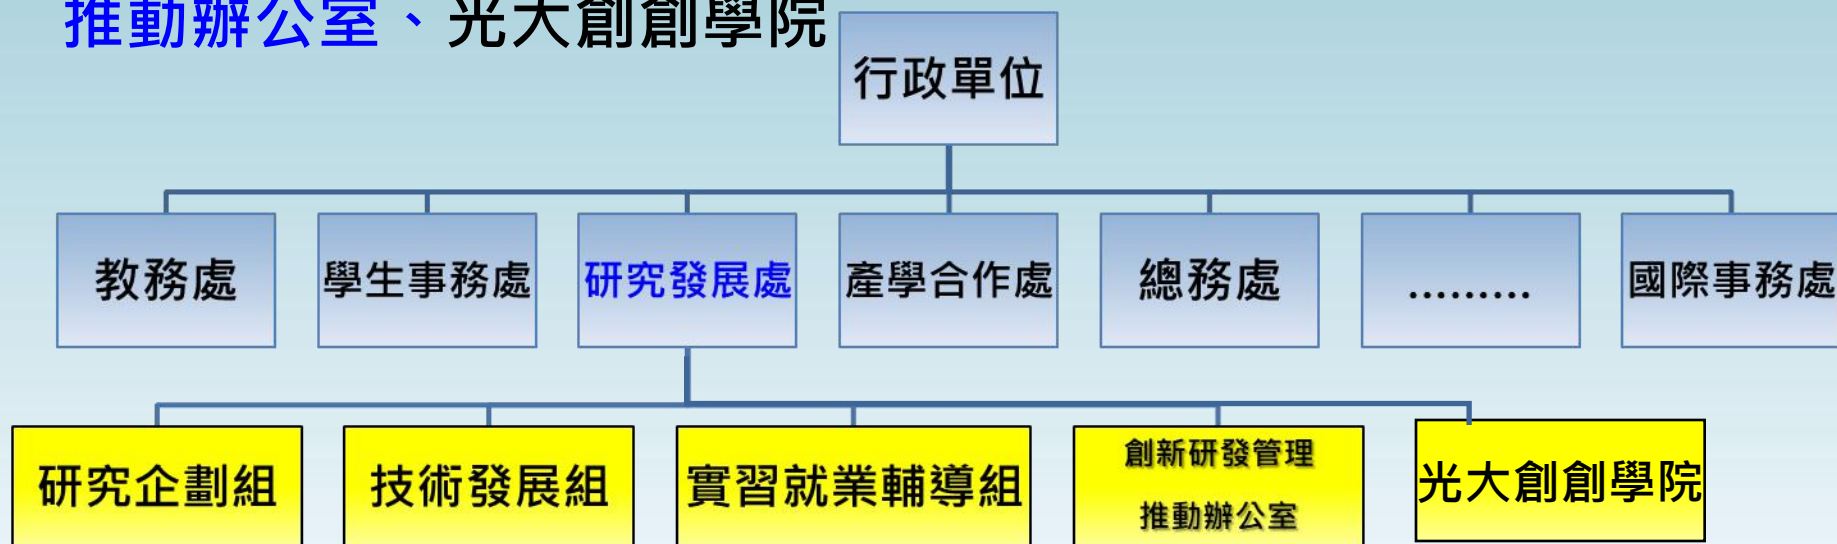 推動辦公室、光大創創學院
行政單位
教務處
學生事務處
研究發展處
產學合作處
總務處
.........
國際事務處
研究企劃組
技術發展組
實習就業輔導組
創新研發管理
推動辦公室
光大創創學院